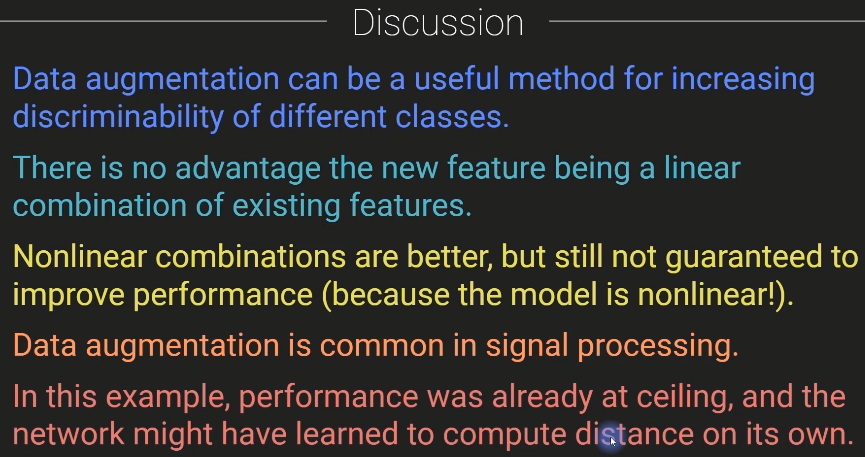 Discussion
Data augmentation can be a useful method for increasing
discriminability of different classes.
There is no advantage the new feature being a linear
combination of existing features.
Nonlinear combinations are better, but still not guaranteed to
improve performance (because the model is nonlinear!).
Data augmentation is common in signal processing.
In this example, performance was already at ceiling, and the
network might have learned to compute distance on its own.